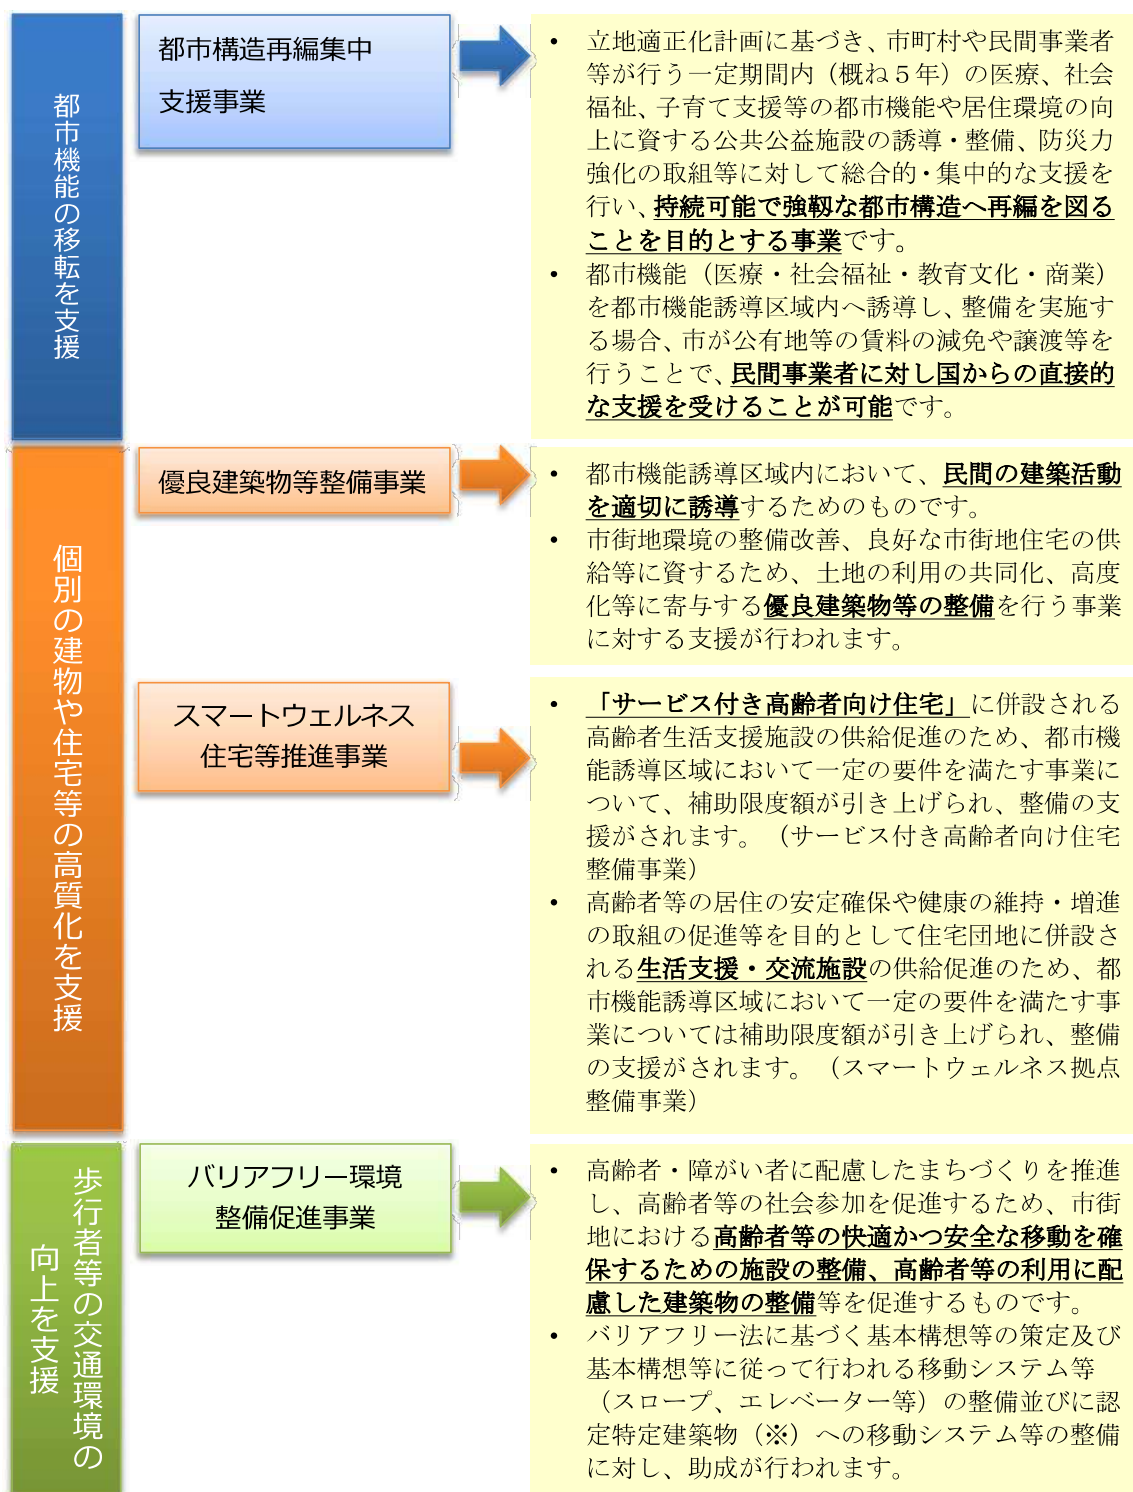 都市機能の移転を支援
都市構造再編集中
支援事業
・ 立地適正化計画に基づき、市町村や民間事業者
等が行う一定期間内（概ね５年）の医療、社会
福祉、子育て支援等の都市機能や居住環境の向
上に資する公共公益施設の誘導・整備、防災力
強化の取組等に対して総合的・集中的な支援を
行い、持続可能で強靱な都市構造へ再編を図る
ことを目的とする事業です。
・ 都市機能（医療・社会福祉・教育文化・商業）
を都市機能誘導区域内へ誘導し、整備を実施す
る場合、市が公有地等の賃料の減免や譲渡等を
行うことで、民間事業者に対し国からの直接的
な支援を受けることが可能です。
個別の建物や住宅等の高質化を支援
優良建築物等整備事業
・ 都市機能誘導区域内において、民間の建築活動
を適切に誘導するためのものです。
・ 市街地環境の整備改善、良好な市街地住宅の供
給等に資するため、土地の利用の共同化、高度
化等に寄与する優良建築物等の整備を行う事業
に対する支援が行われます。
スマートウェルネス
住宅等推進事業
・ 「サービス付き高齢者向け住宅」に併設される
高齢者生活支援施設の供給促進のため、都市機
能誘導区域において一定の要件を満たす事業に
ついて、補助限度額が引き上げられ、整備の支
援がされます。（サービス付き高齢者向け住宅
整備事業）
・ 高齢者等の居住の安定確保や健康の維持・増進
の取組の促進等を目的として住宅団地に併設さ
れる生活支援・交流施設の供給促進のため、都
市機能誘導区域において一定の要件を満たす事
業については補助限度額が引き上げられ、整備
の支援がされます。（スマートウェルネス拠点
整備事業）
歩行者等の交通環境の
向上を支援
バリアフリー環境
整備促進事業
・ 高齢者・障がい者に配慮したまちづくりを推進
し、高齢者等の社会参加を促進するため、市街
地における高齢者等の快適かつ安全な移動を確
保するための施設の整備、高齢者等の利用に配
慮した建築物の整備等を促進するものです。
・ バリアフリー法に基づく基本構想等の策定及び
基本構想等に従って行われる移動システム等
（スロープ、エレベーター等）の整備並びに認
定特定建築物（※）への移動システム等の整備
に対し、助成が行われます。